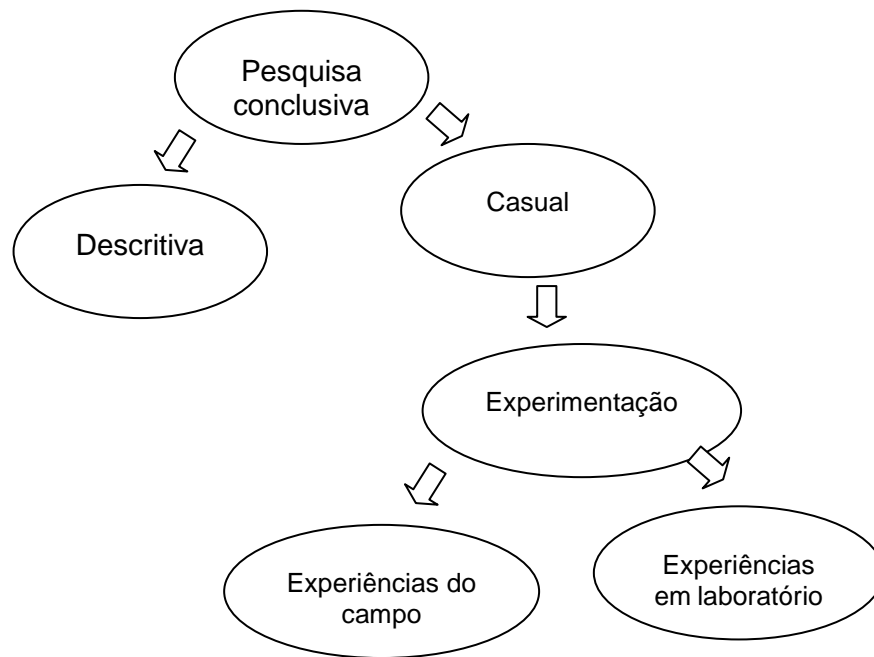 Pesquisa
conclusiva
Descritiva
Casual
Experimentação
Experiências do
campo
Experiências
em laboratório